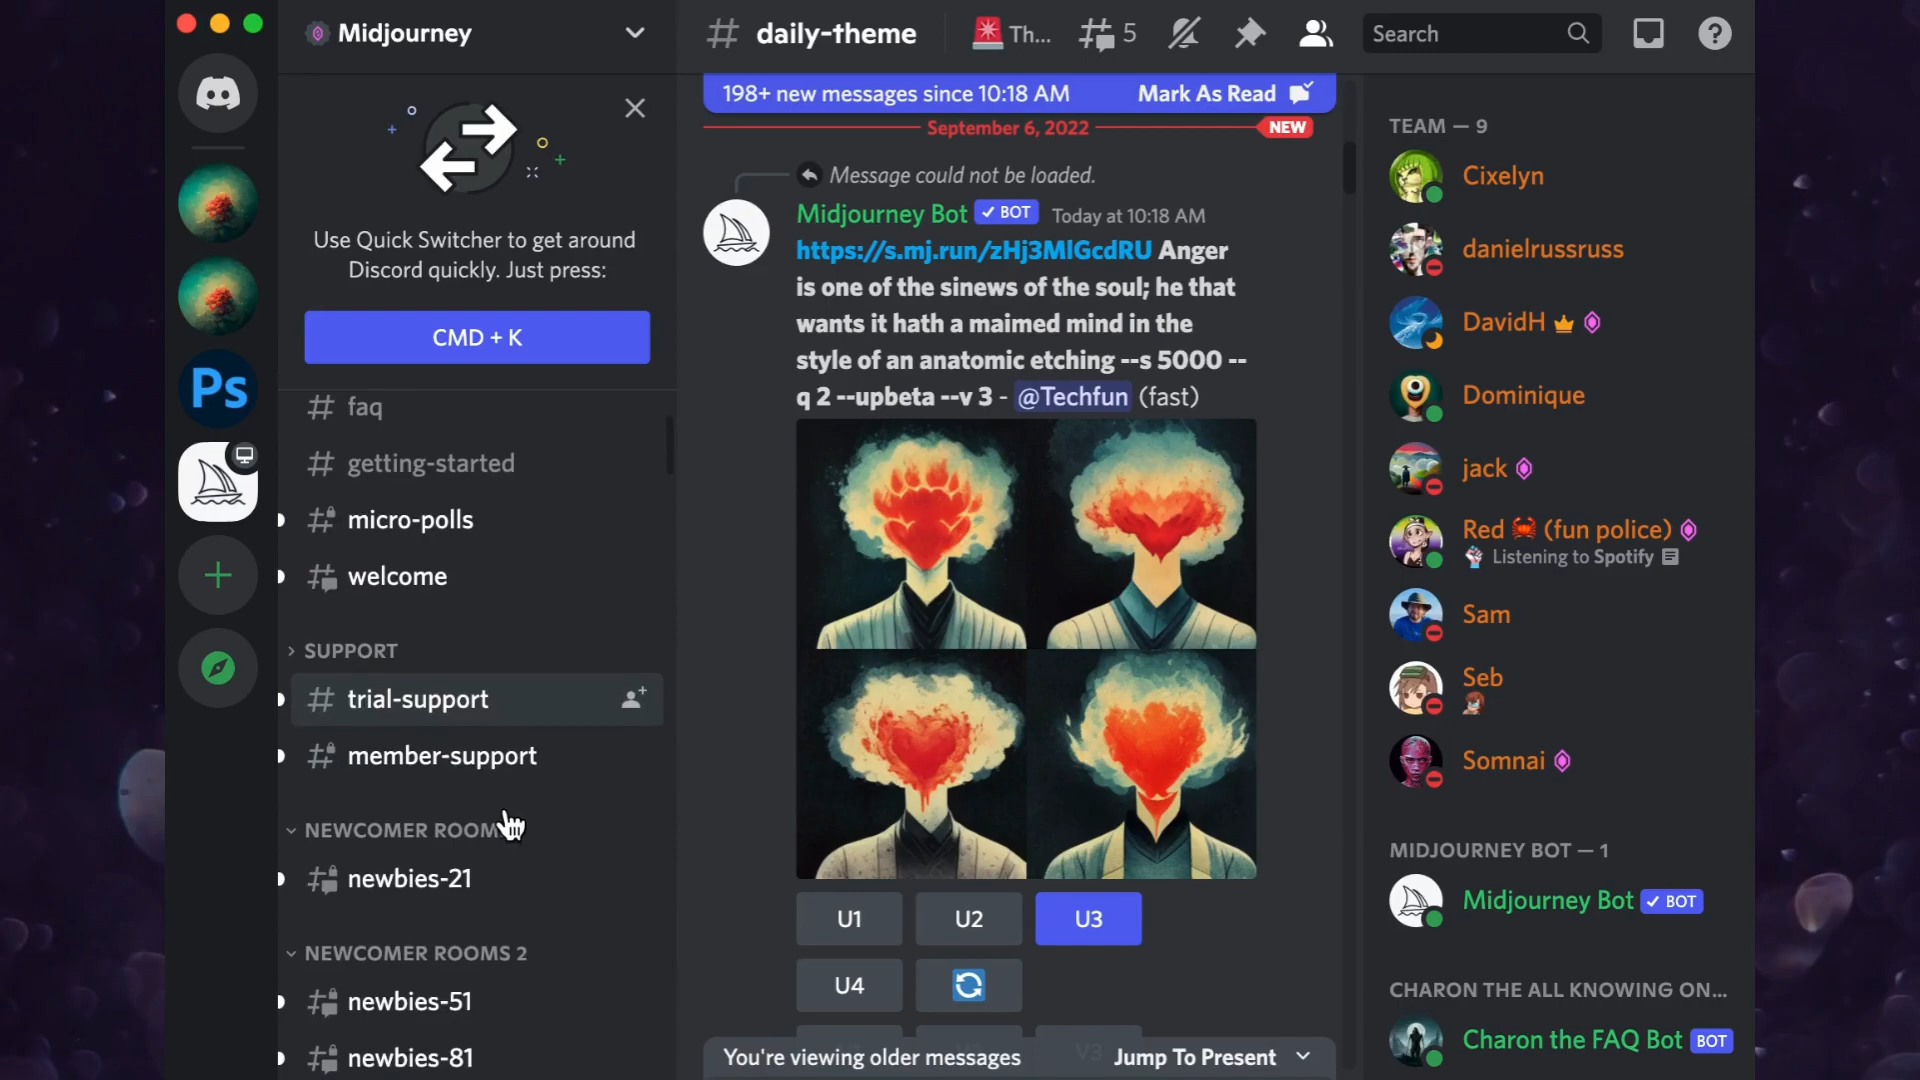 Midjourney
Use Quick Switcher to get around
Discord quickly. Just press:
CMD + K
Ps
faq
getting-started
micro-polls
welcome
SUPPORT
trial-support
member-support
NEWCOMER ROOM
newbies-21
NEWCOMER ROOMS 2
newbies-51
newbies-81
daily-theme
Th...
5
Search
198+ new messages since 10:18 AM
Mark As Read
September 6, 2022
NEW
Message could not be loaded.
Midjourney Bot ✓ BOT Today at 10:18 AM
https://s.mj.run/zHj3MlGcdRU Anger
is one of the sinews of the soul; he that
wants it hath a maimed mind in the
style of an anatomic etching --s 5000 --
q 2 --upbeta --v 3 - @Techfun (fast)
U1
U2
U3
U4
V3
You're viewing older messages
Jump To Present
TEAM — 9
Cixelyn
danielrussruss
DavidH
Dominique
jack
Red 🦀 (fun police)
Listening to Spotify
Sam
Seb
Somnai
MIDJOURNEY BOT — 1
Midjourney Bot ✓ BOT
CHARON THE ALL KNOWING ON...
Charon the FAQ Bot BOT